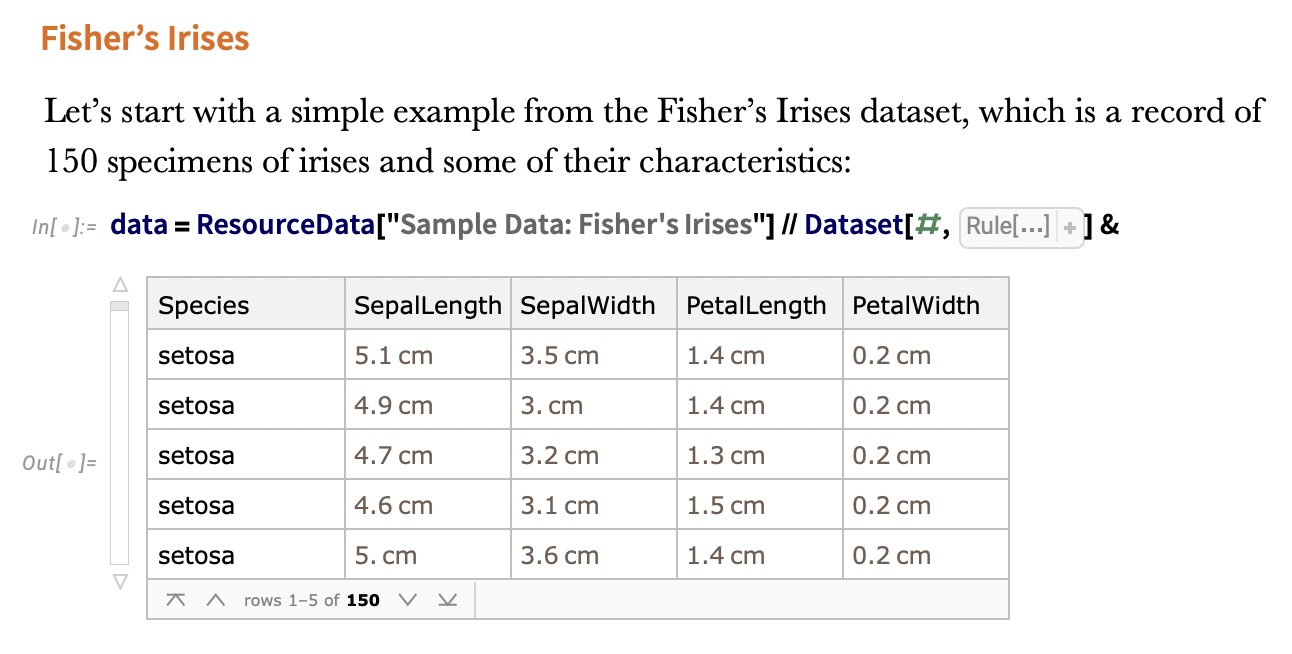 Fisher’s Irises
Let’s start with a simple example from the Fisher’s Irises dataset, which is a record of
150 specimens of irises and some of their characteristics:
In[•]:= data = ResourceData["Sample Data: Fisher's Irises"] // Dataset[#, Rule[...] +] &
Out[•]=
Species SepalLength SepalWidth PetalLength PetalWidth
setosa 5.1 cm 3.5 cm 1.4 cm 0.2 cm
setosa 4.9 cm 3. cm 1.4 cm 0.2 cm
setosa 4.7 cm 3.2 cm 1.3 cm 0.2 cm
setosa 4.6 cm 3.1 cm 1.5 cm 0.2 cm
setosa 5. cm 3.6 cm 1.4 cm 0.2 cm
rows 1–5 of 150